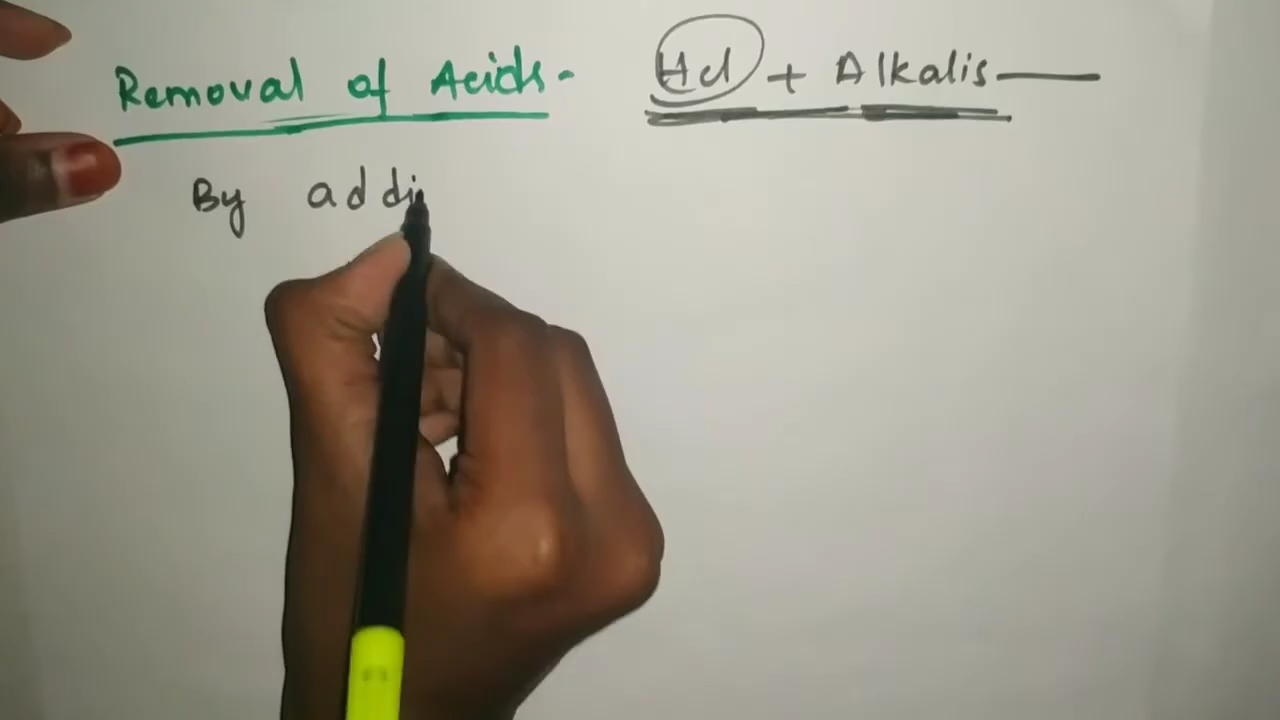 Removal of Acids- Hcl + Alkalis—
By addi